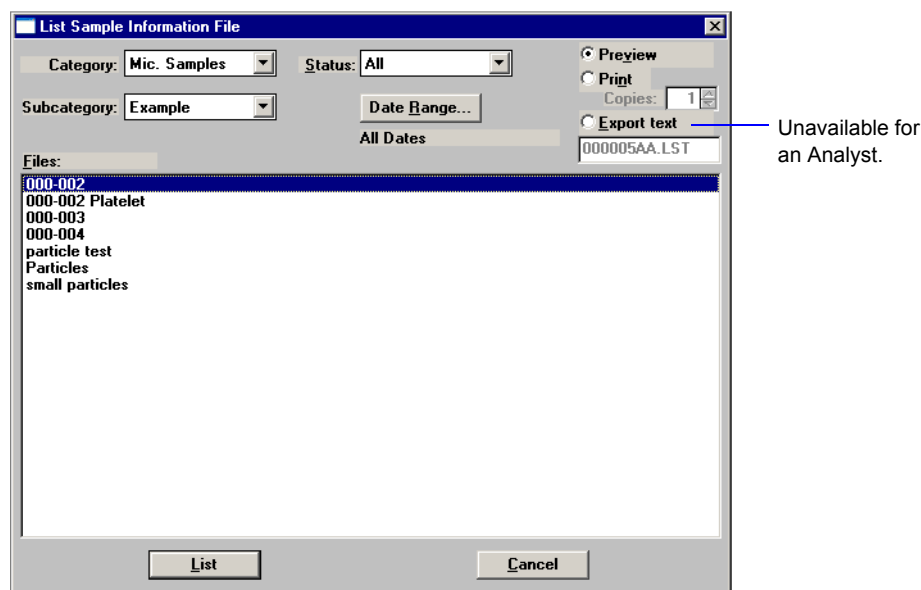 List Sample Information File
Category: Mic. Samples
Status: All
Preview
Print
Copies: 1
Subcategory: Example
Date Range...
Export text
All Dates
000005AA.LST
Unavailable for
an Analyst.
Files:
000-002
000-002 Platelet
000-003
000-004
particle test
Particles
small particles
List
Cancel